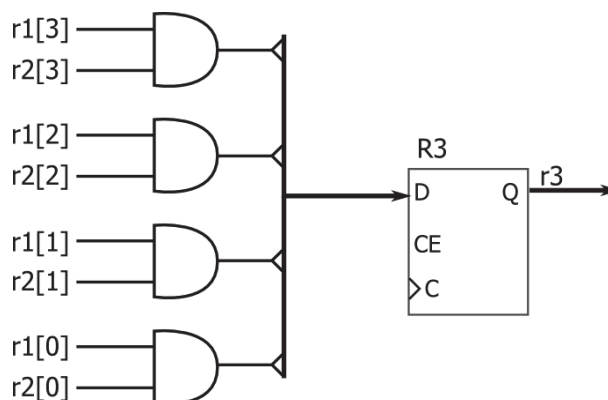 r1[3]
r2[3]
r1[2]
r2[2]
r1[1]
r2[1]
r1[0]
r2[0]
R3
D
Q
CE
C
r3